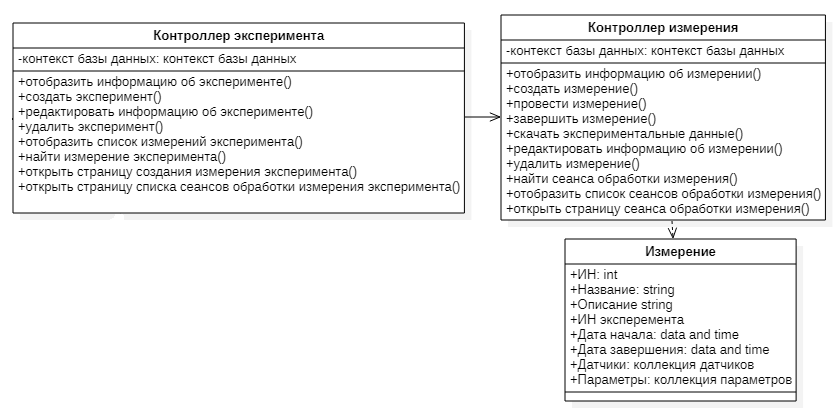 Контроллер эксперимента
-контекст базы данных: контекст базы данных
+отобразить информацию об эксперименте()
+создать эксперимент()
+редактировать информацию об эксперименте()
+удалить эксперимент()
+отобразить список измерений эксперимента()
+найти измерение эксперимента()
+открыть страницу создания измерения эксперимента()
+открыть страницу списка сеансов обработки измерения эксперимента()
Контроллер измерения
-контекст базы данных: контекст базы данных
+отобразить информацию об измерении()
+создать измерение()
+провести измерение()
+завершить измерение()
+скачать экспериментальные данные()
+редактировать информацию об измерении()
+удалить измерение()
+найти сеанса обработки измерения()
+отобразить список сеансов обработки измерения()
+открыть страницу сеанса обработки измерения()
Измерение
+ИН: int
+Название: string
+Описание string
+ИН эксперемента
+Дата начала: data and time
+Дата завершения: data and time
+Датчики: коллекция датчиков
+Параметры: коллекция параметров